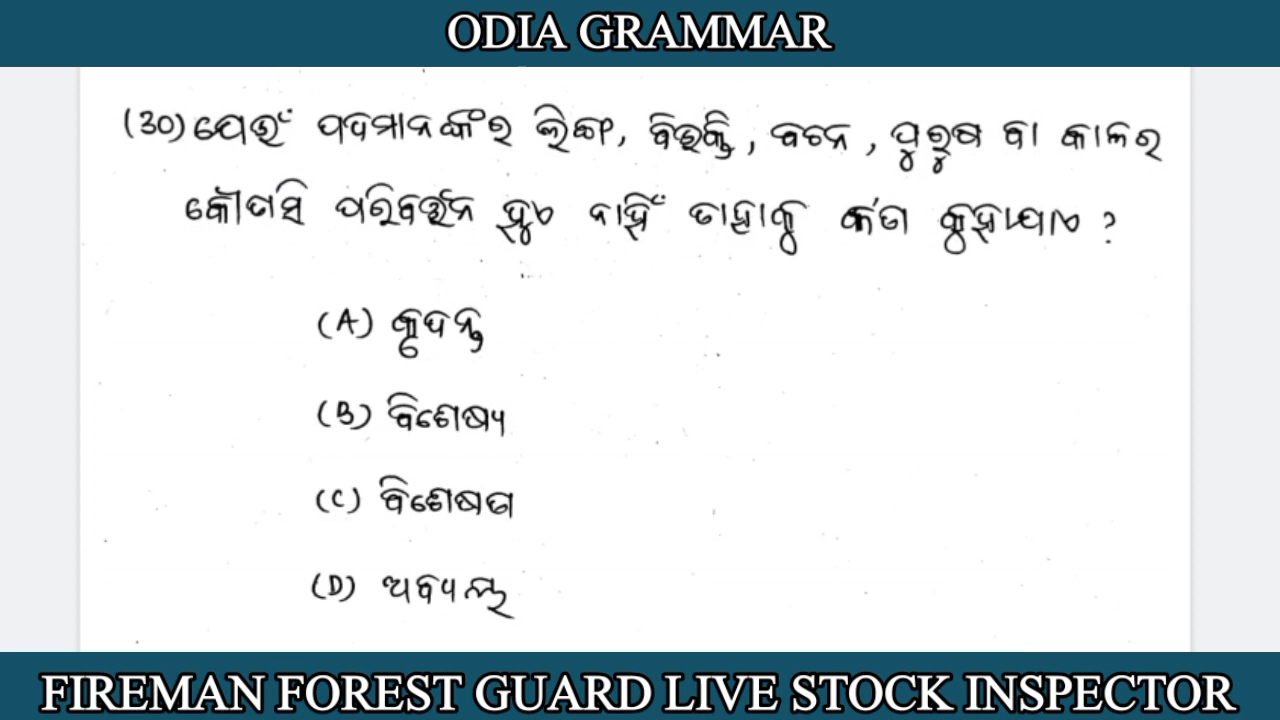 ODIA GRAMMAR
(30) ଯେଉଁ ପଦମାନଙ୍କର ଲିଙ୍ଗ, ବିଭକ୍ତି, ବଚନ, ପୁରୁଷ ବା କାଳର
କୌଣସି ପରିବର୍ତ୍ତନ ହୁଏ ନାହିଁ ତାହାକୁ କ'ଣ କୁହାଯାଏ ?
(A) କୃଦନ୍ତ
(B) ବିଶେଷ୍ୟ
(C) ବିଶେଷଣ
(D) ଅବ୍ୟୟ
FIREMAN FOREST GUARD LIVE STOCK INSPECTOR